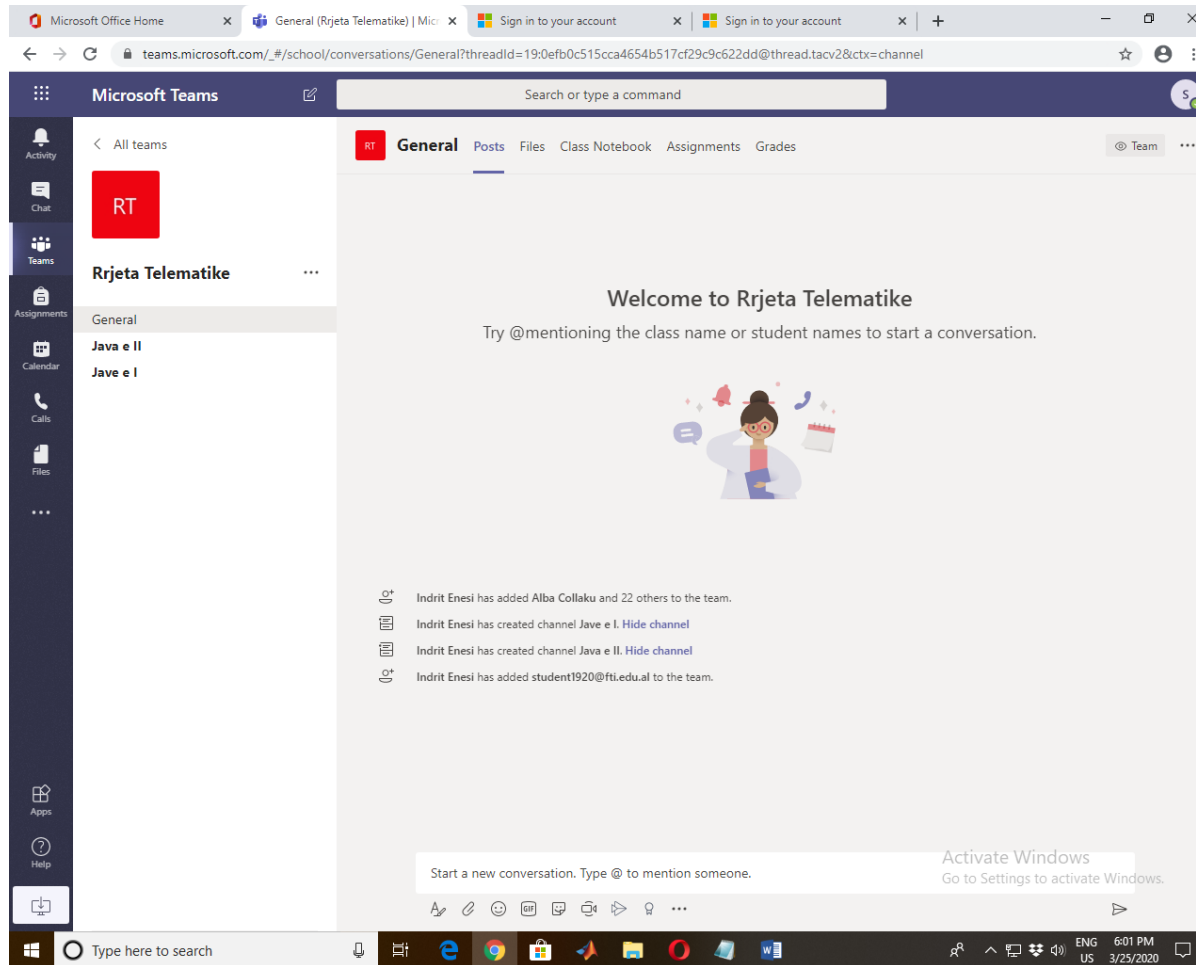 Microsoft Office Home
General (Rrjeta Telematike) | Micr
Sign in to your account
Sign in to your account
teams.microsoft.com/_#/school/conversations/General?threadId=19:0efb0c515cca4654b517cf29c9c622dd@thread.tacv2&ctx=channel
Microsoft Teams
Search or type a command
S
Activity
Chat
Teams
Assignments
Calendar
Calls
Files
Apps
Help
All teams
RT
Rrjeta Telematike
General
Java e II
Jave e I
RT General Posts Files Class Notebook Assignments Grades
Team
Welcome to Rrjeta Telematike
Try @mentioning the class name or student names to start a conversation.
Indrit Enesi has added Alba Collaku and 22 others to the team.
Indrit Enesi has created channel Jave e I. Hide channel
Indrit Enesi has created channel Java e II. Hide channel
Indrit Enesi has added student1920@fti.edu.al to the team.
Start a new conversation. Type @ to mention someone.
GIF
Activate Windows
Go to Settings to activate Windows.
Type here to search
ENG
US
6:01 PM
3/25/2020